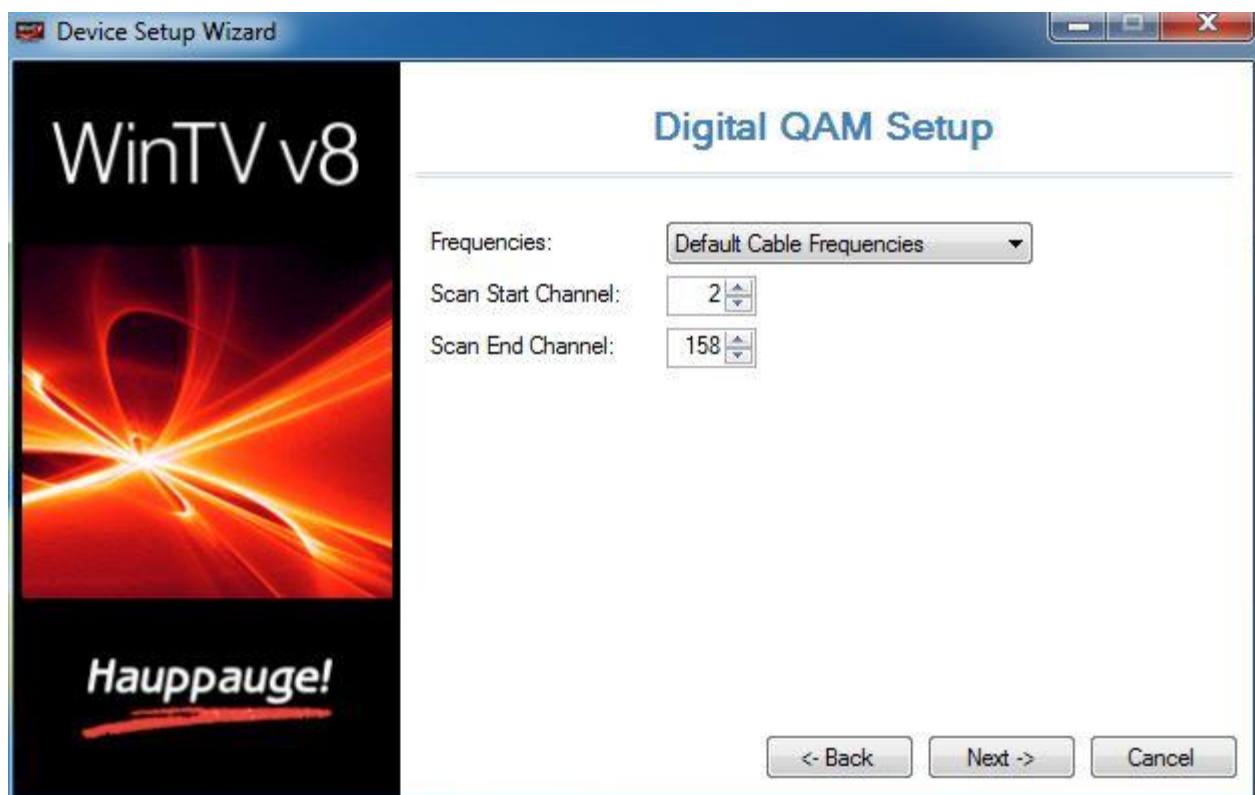 Device Setup Wizard
WinTV v8
Hauppauge!
Digital QAM Setup
Frequencies: Default Cable Frequencies
Scan Start Channel: 2
Scan End Channel: 158
<- Back Next -> Cancel